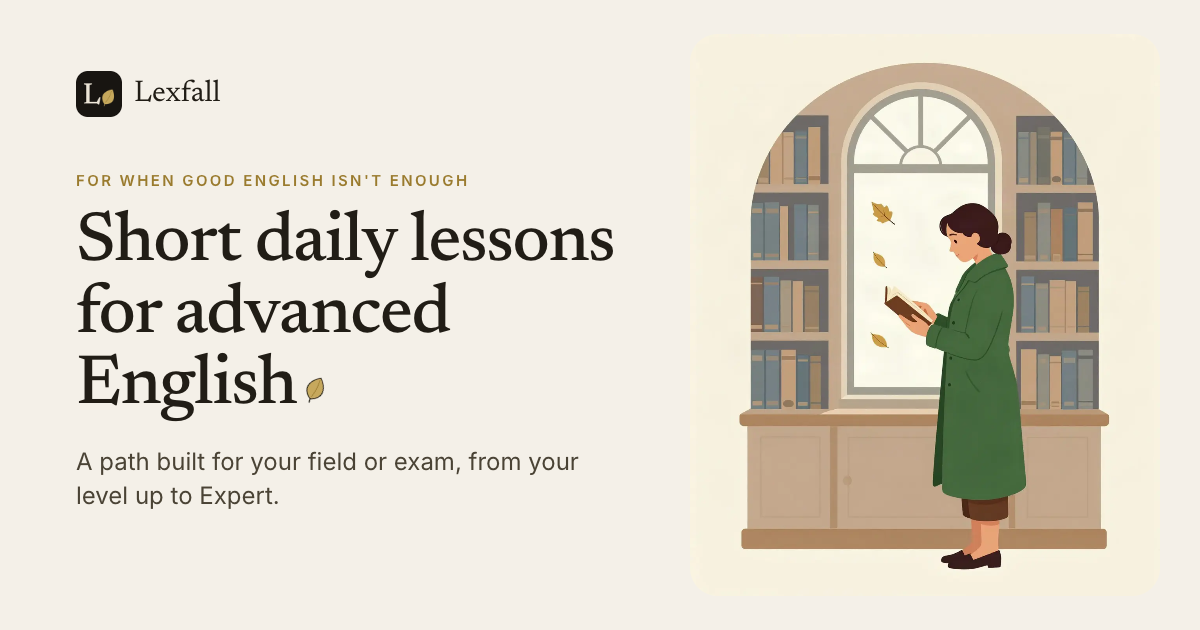 L
Lexfall
FOR WHEN GOOD ENGLISH ISN'T ENOUGH
Short daily lessons
for advanced
English
A path built for your field or exam, from your
level up to Expert.